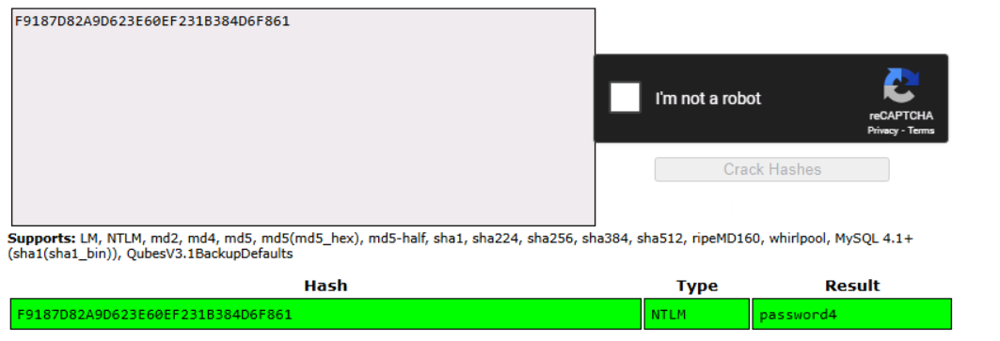 F9187D82A9D623E60EF231B384D6F861
I'm not a robot
reCAPTCHA
Privacy - Terms
Crack Hashes
Supports: LM, NTLM, md2, md4, md5, md5(md5_hex), md5-half, sha1, sha224, sha256, sha384, sha512, ripeMD160, whirlpool, MySQL 4.1+
(sha1(sha1_bin)), QubesV3.1BackupDefaults
Hash Type Result
F9187D82A9D623E60EF231B384D6F861 NTLM password4